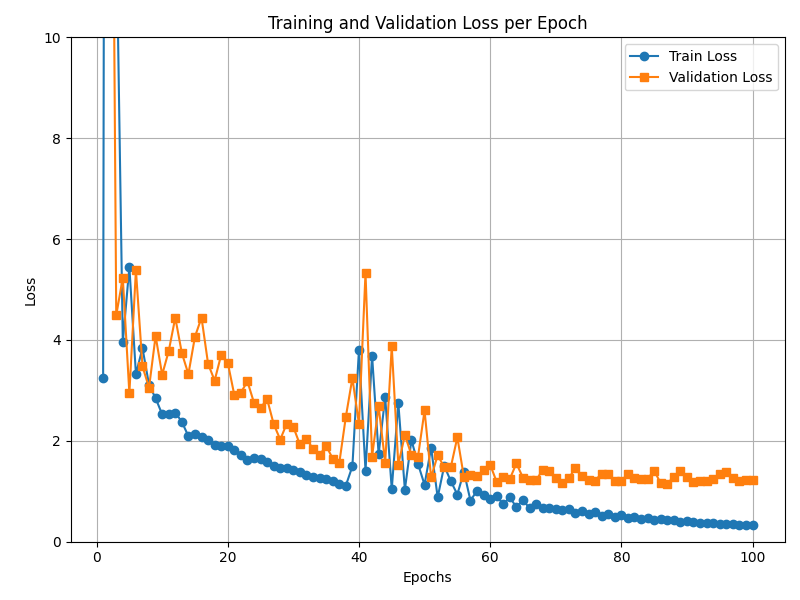 Training and Validation Loss per Epoch
Train Loss
Validation Loss
10
8
6
4
2
0
Loss
0 20 40 60 80 100
Epochs